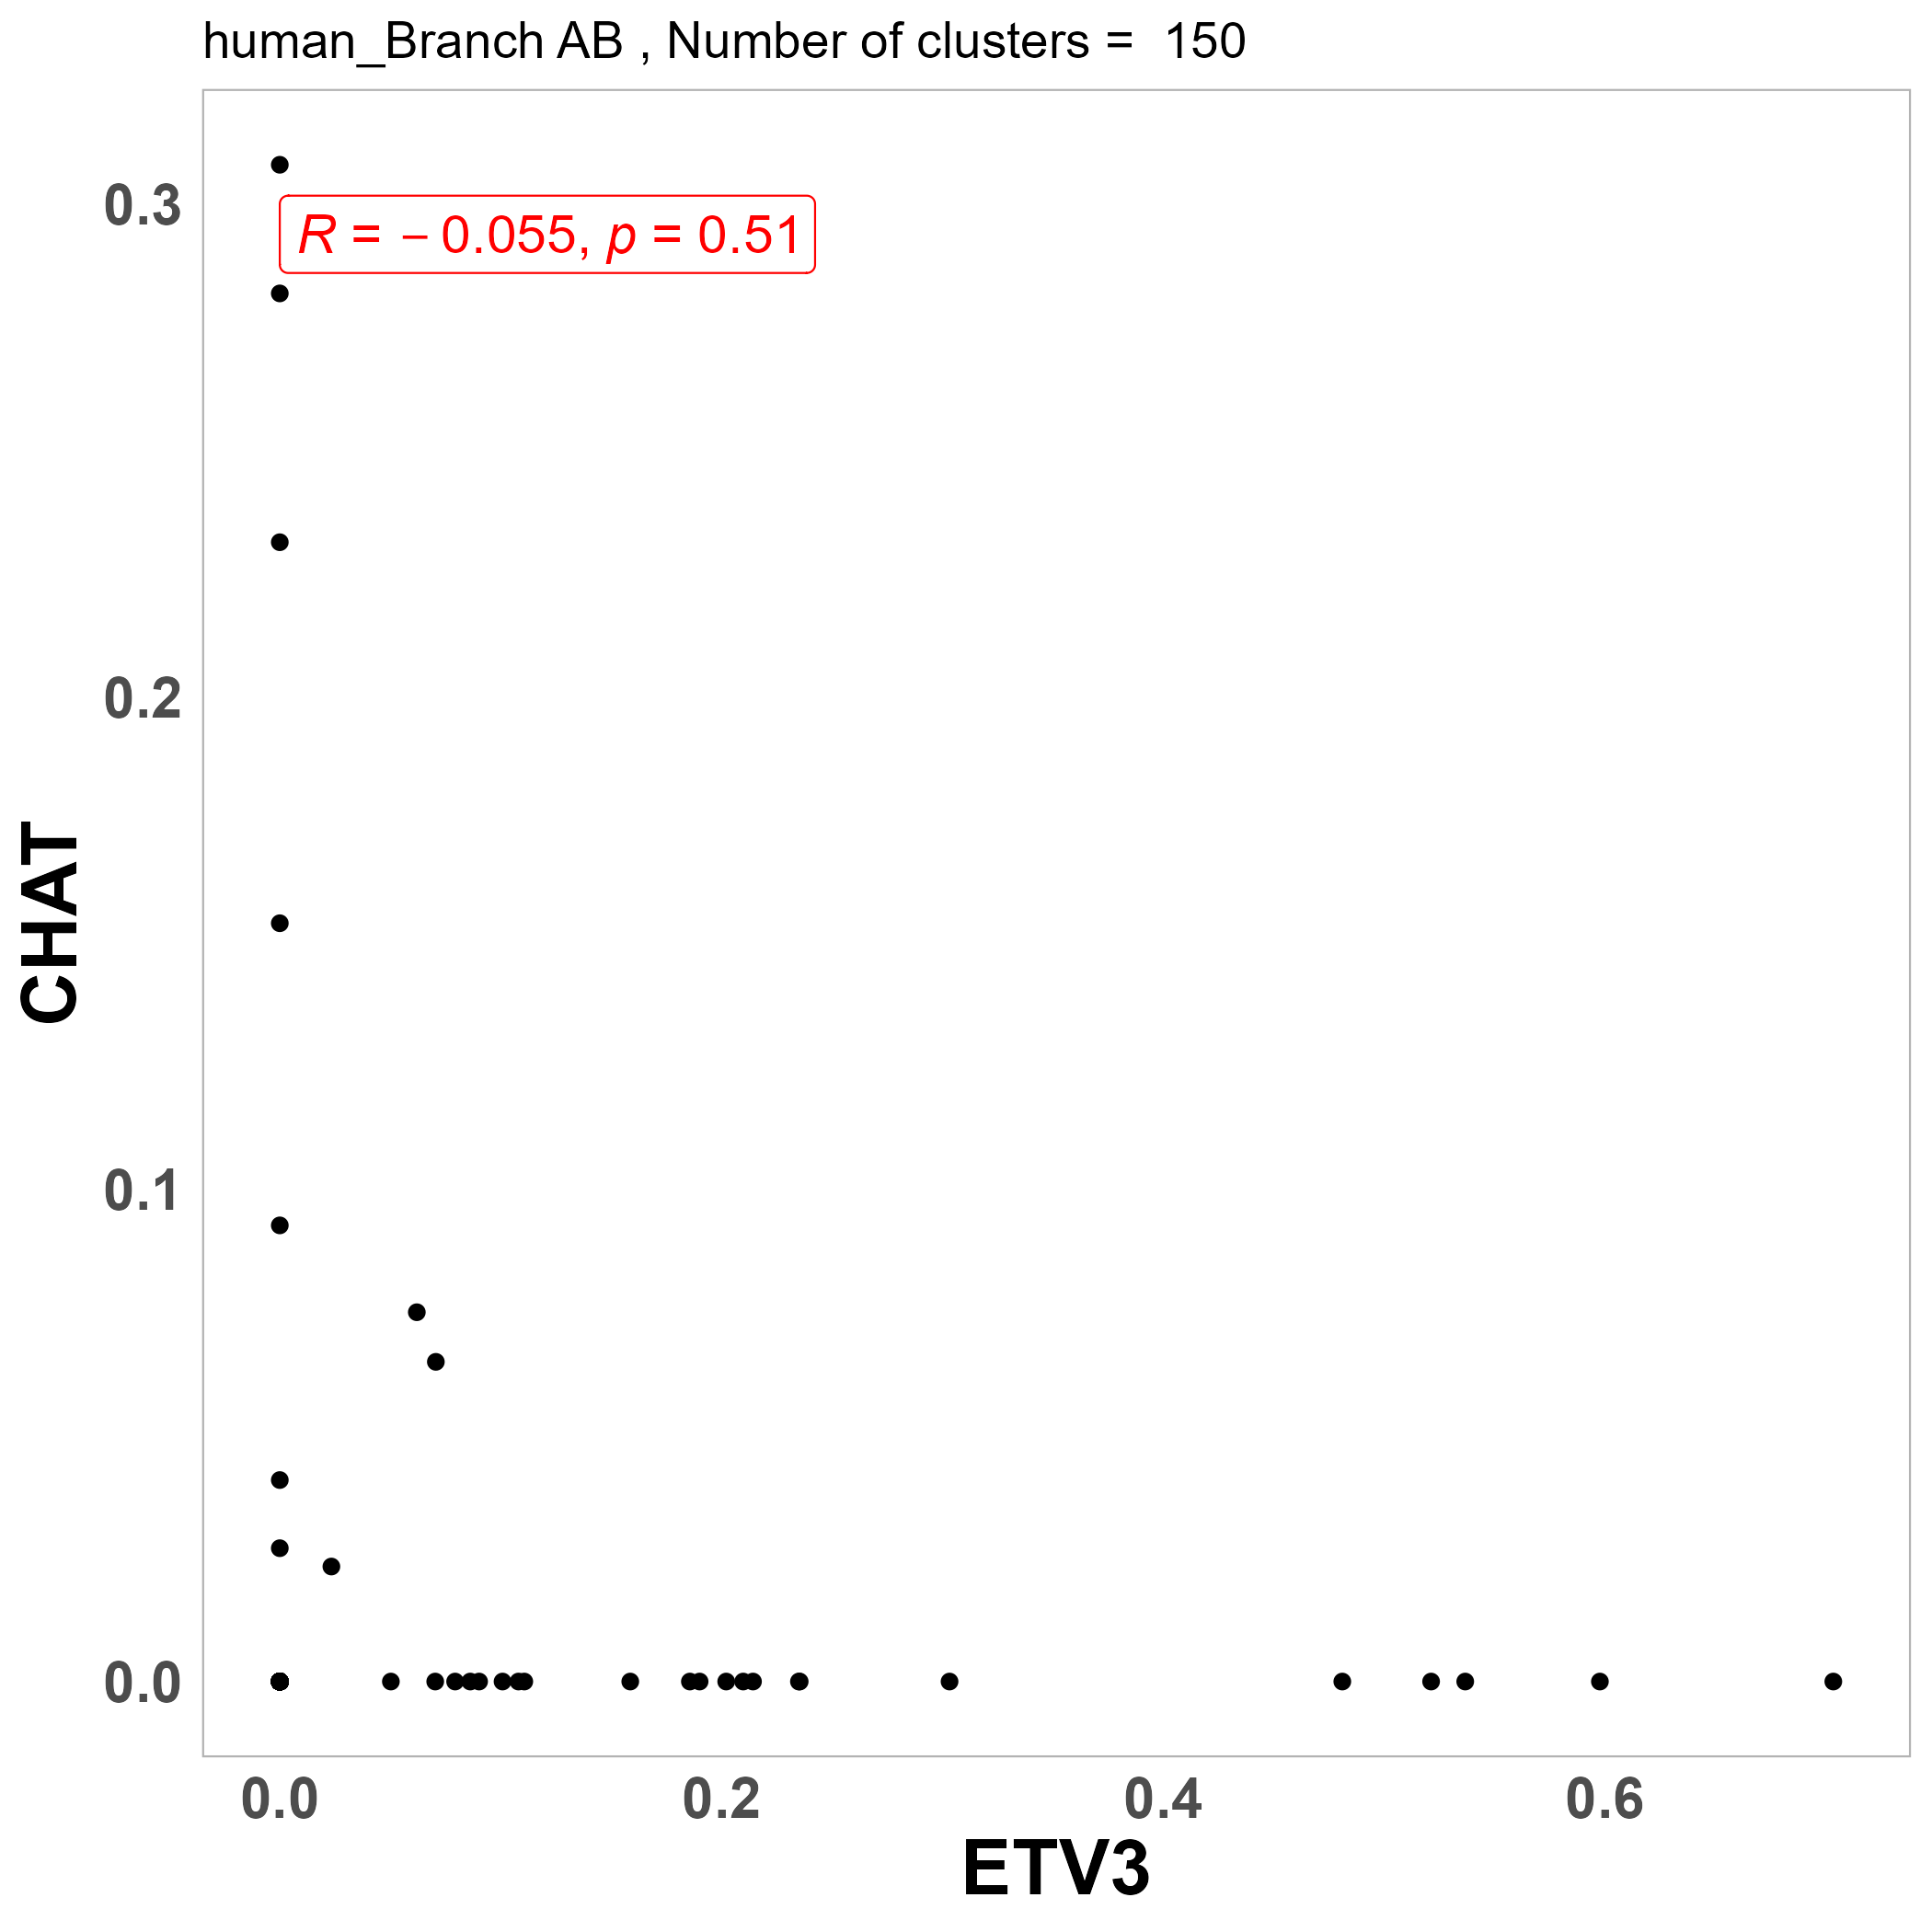 human_Branch AB , Number of clusters =  150
0.3
R = − 0.055, p = 0.51
0.2
CHAT
0.1
0.0
0.0 0.2 0.4 0.6
ETV3